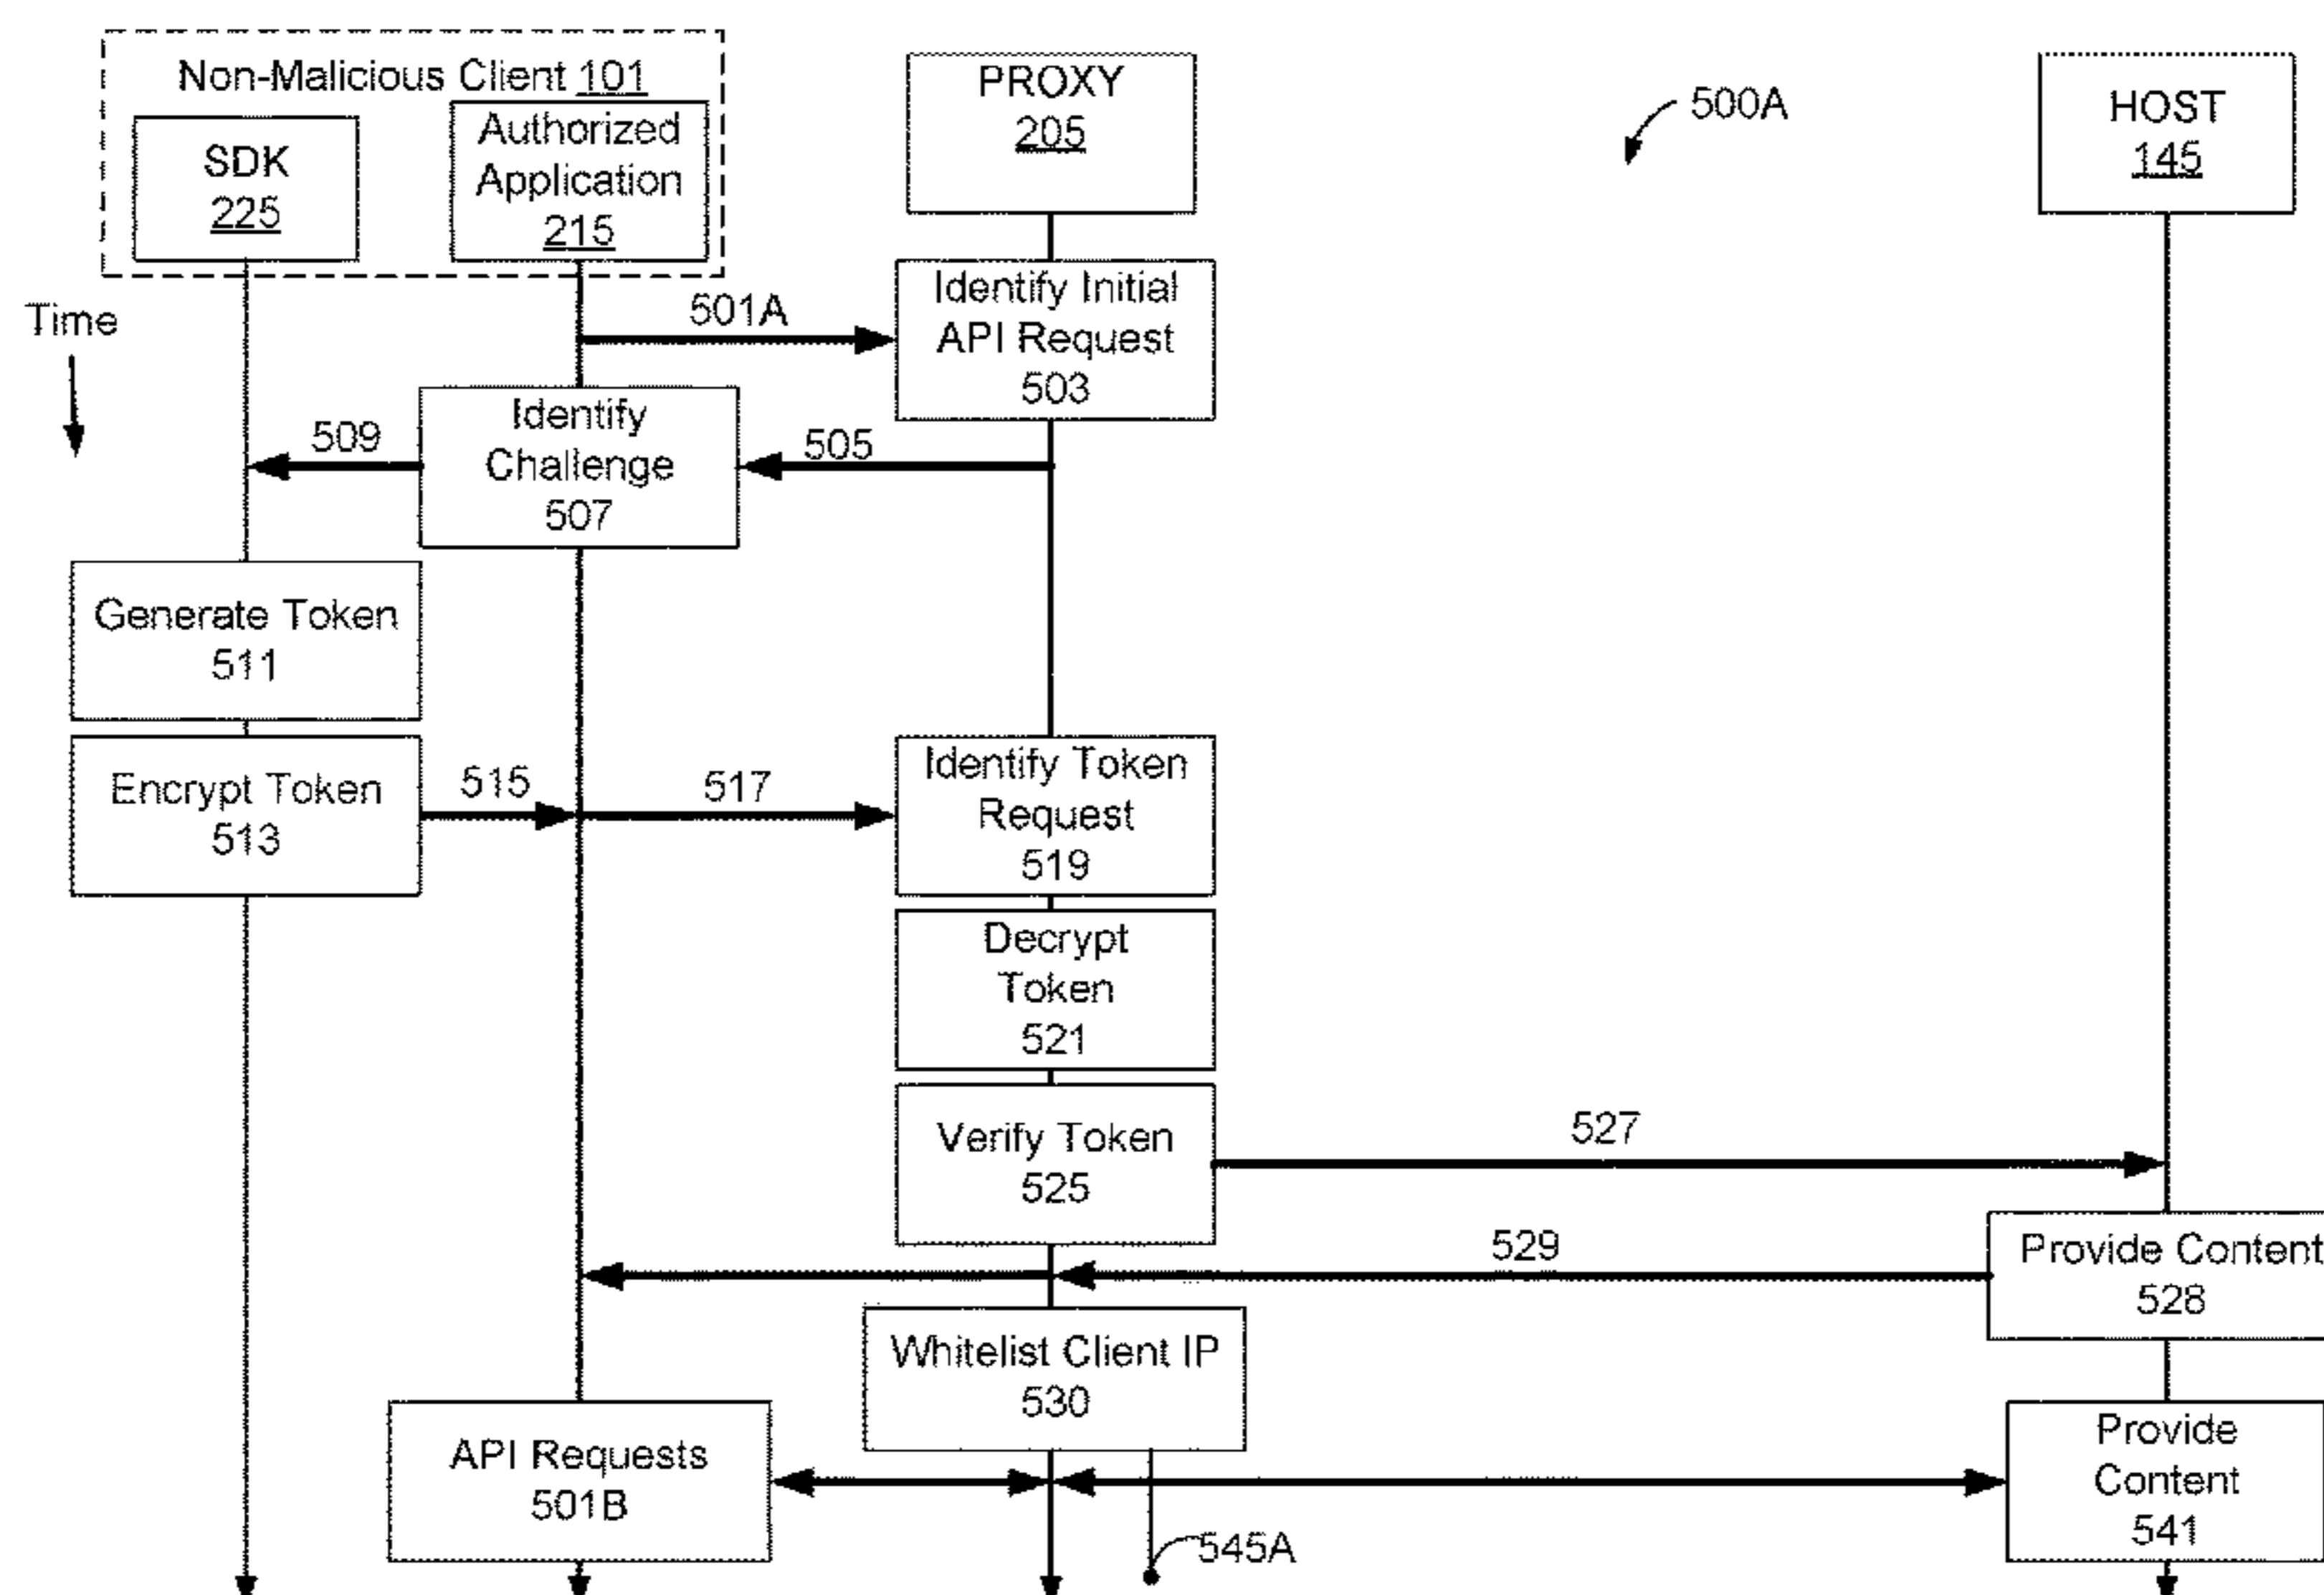 Non-Malicious Client 101
SDK
225
Authorized
Application
215
PROXY
205
500A
HOST
145
Time
501A
Identify Initial
API Request
503
509
Identify
Challenge
507
505
Generate Token
511
Encrypt Token
513
515
517
Identify Token
Request
519
Decrypt
Token
521
Verify Token
525
527
529
Provide Content
528
Whitelist Client IP
530
API Requests
501B
Provide
Content
541
545A